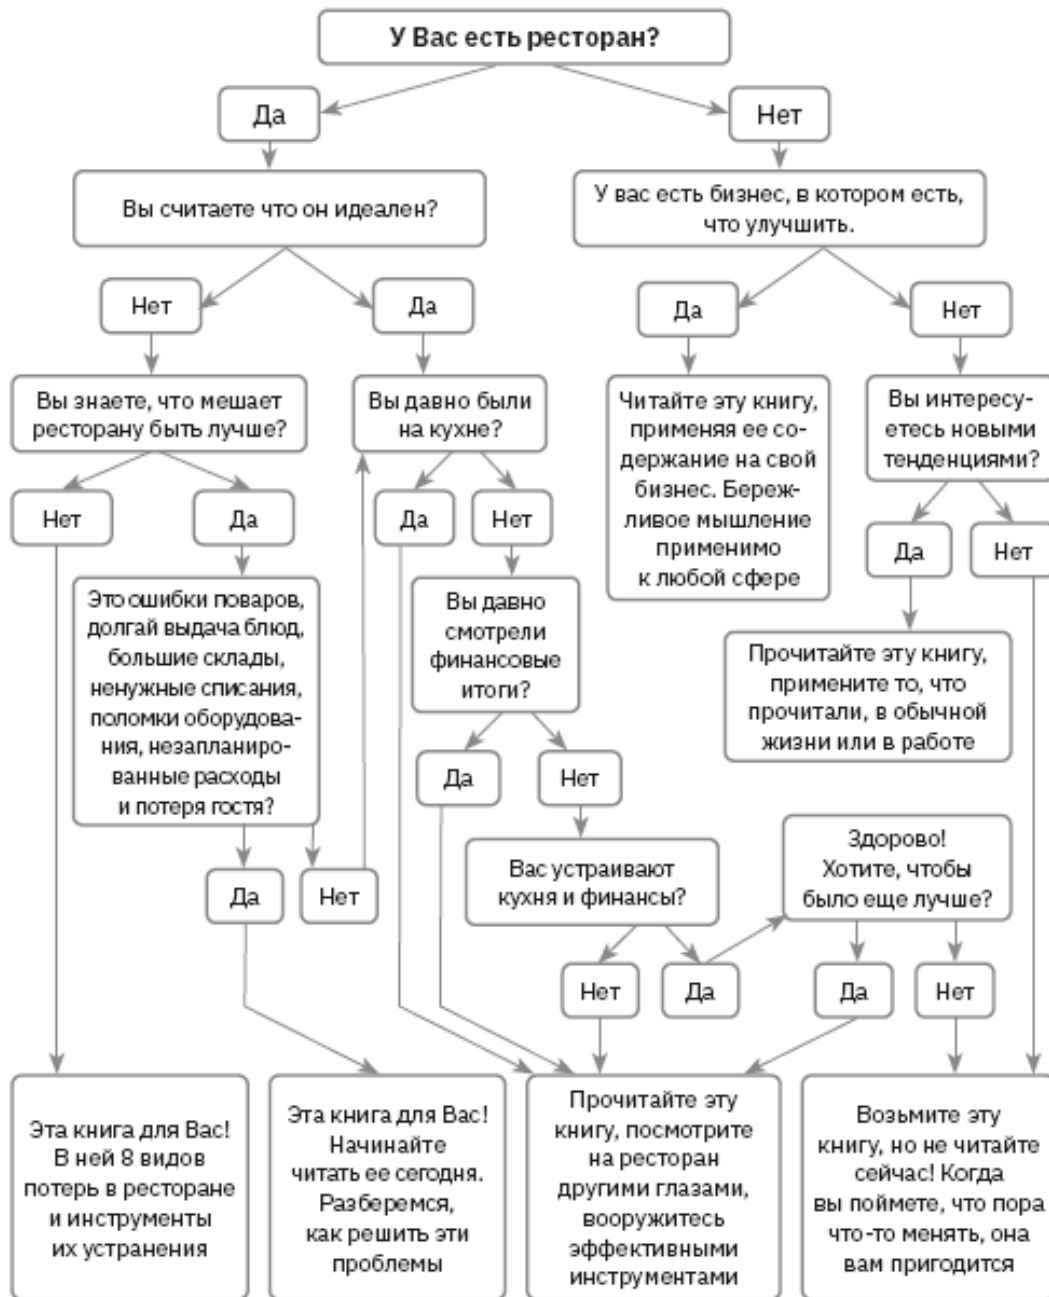 У Вас есть ресторан?
Да
Нет
Вы считаете что он идеален?
У вас есть бизнес, в котором есть,
что улучшить.
Нет
Да
Да
Нет
Вы знаете, что мешает
ресторану быть лучше?
Вы давно были
на кухне?
Читайте эту книгу,
применяя ее со-
держание на свой
бизнес. Береж-
ливое мышление
применимо
к любой сфере
Вы интересу-
етесь новыми
тенденциями?
Нет
Да
Да
Нет
Да
Нет
Это ошибки поваров,
долгай выдача блюд,
большие склады,
ненужные списания,
поломки оборудова-
ния, незапланиро-
ванные расходы
и потеря гостя?
Вы давно
смотрели
финансовые
итоги?
Прочитайте эту книгу,
примените то, что
прочитали, в обычной
жизни или в работе
Да
Нет
Да
Нет
Вас устраивают
кухня и финансы?
Здорово!
Хотите, чтобы
было еще лучше?
Нет
Да
Да
Нет
Эта книга для Вас!
В ней 8 видов
потерь в ресторане
и инструменты
их устранения
Эта книга для Вас!
Начинайте
читать ее сегодня.
Разберемся,
как решить эти
проблемы
Прочитайте эту
книгу, посмотрите
на ресторан
другими глазами,
вооружитесь
эффективными
инструментами
Возьмите эту
книгу, но не читайте
сейчас! Когда
вы поймете, что пора
что-то менять, она
вам пригодится